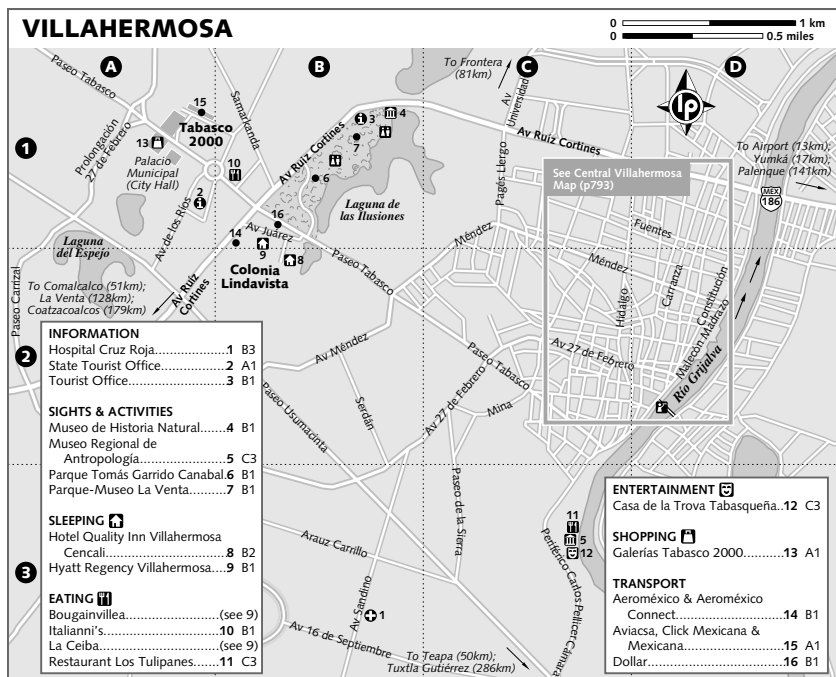 VILLAHERMOSA
0 1 km
0 0.5 miles
A
B
C
D
1
2
3
To Frontera
(81km)
Paseo Tabasco
15
Tabasco
2000
Samarkanda
Prolongación
27 de Febrero
13
Palacio
Municipal
(City Hall)
10
2
Av de los Ríos
Av Ruiz Cortines
3
4
7
6
Laguna de
las Ilusiones
Av Universidad
Pagés Llergo
Av Ruiz Cortines
lp
To Airport (13km);
Yumká (17km);
Palenque (141km)
MEX
186
See Central Villahermosa
Map (p793)
Fuentes
Laguna
del Espejo
16
Av Juárez
14
9
8
Colonia
Lindavista
Paseo Tabasco
Méndez
Méndez
Hidalgo
Carranza
Constitución
Malecón Madrazo
Río Grijalva
Paseo Carrizal
To Comalcalco (51km);
La Venta (128km);
Coatzacoalcos (179km)
Av Ruiz
Cortines
Av Méndez
Av 27 de Febrero
Paseo Tabasco
Av 27 de Febrero
Mina
Serdán
Paseo Usumacinta
Paseo de la Sierra
Arauz Carrillo
Av Sandino
1
Av 16 de Septiembre
To Teapa (50km);
Tuxtla Gutiérrez (286km)
11
5
12
Periférico Carlos Pellicer Cámara
INFORMATION
Hospital Cruz Roja..................1 B3
State Tourist Office................2 A1
Tourist Office........................3 B1
SIGHTS & ACTIVITIES
Museo de Historia Natural......4 B1
Museo Regional de
Antropología.....................5 C3
Parque Tomás Garrido Canabal.6 B1
Parque-Museo La Venta.........7 B1
SLEEPING
Hotel Quality Inn Villahermosa
Cencali.............................8 B2
Hyatt Regency Villahermosa...9 B1
EATING
Bougainvillea....................(see 9)
Italianni's...........................10 B1
La Ceiba..........................(see 9)
Restaurant Los Tulipanes......11 C3
ENTERTAINMENT
Casa de la Trova Tabasqueña..12 C3
SHOPPING
Galerías Tabasco 2000..........13 A1
TRANSPORT
Aeroméxico & Aeroméxico
Connect..........................14 B1
Aviacsa, Click Mexicana &
Mexicana........................15 A1
Dollar................................16 B1